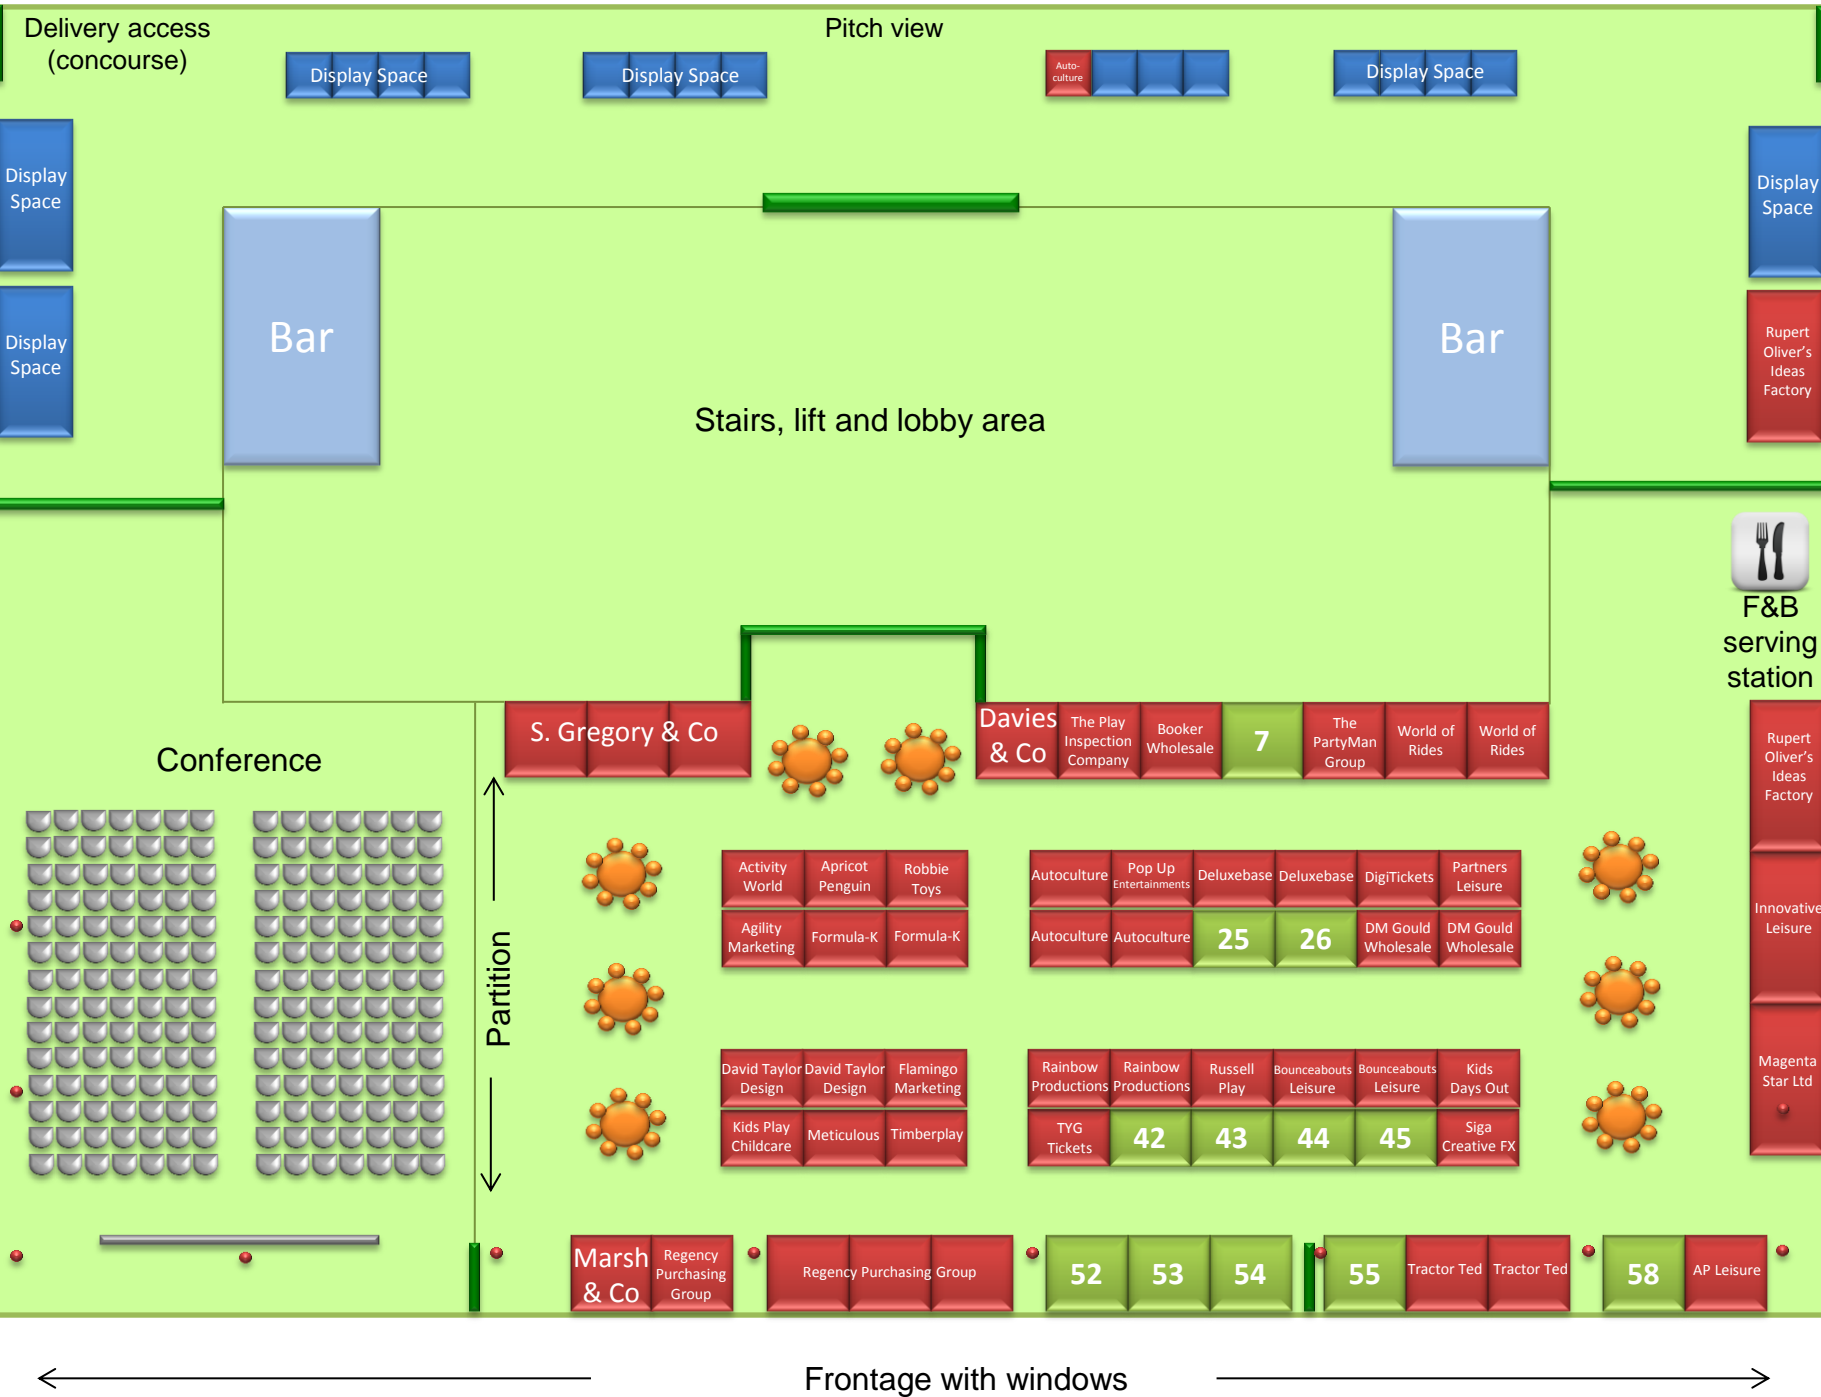 Delivery access
(concourse)
Pitch view
Display Space
Display Space
Auto-
culture
Display Space
Display
Space
Display
Space
Display
Space
Display
Space
Rupert
Oliver's
Ideas
Factory
Bar
Bar
Stairs, lift and lobby area
F&B
serving
station
S. Gregory & Co
Davies
& Co
The Play
Inspection
Company
Booker
Wholesale
7
The
PartyMan
Group
World of
Rides
World of
Rides
Conference
Partition
Rupert
Oliver's
Ideas
Factory
Innovative
Leisure
Magenta
Star Ltd
Activity
World
Apricot
Penguin
Robbie
Toys
Agility
Marketing
Formula-K
Formula-K
Autoculture
Pop Up
Entertainments
Deluxebase
Deluxebase
DigiTickets
Partners
Leisure
Autoculture
Autoculture
25
26
DM Gould
Wholesale
DM Gould
Wholesale
David Taylor
Design
David Taylor
Design
Flamingo
Marketing
Kids Play
Childcare
Meticulous
Timberplay
Rainbow
Productions
Rainbow
Productions
Russell
Play
Bounceabouts
Leisure
Bounceabouts
Leisure
Kids
Days Out
TYG
Tickets
42
43
44
45
Siga
Creative FX
Marsh
& Co
Regency
Purchasing
Group
Regency Purchasing Group
52
53
54
55
Tractor Ted
Tractor Ted
58
AP Leisure
Frontage with windows